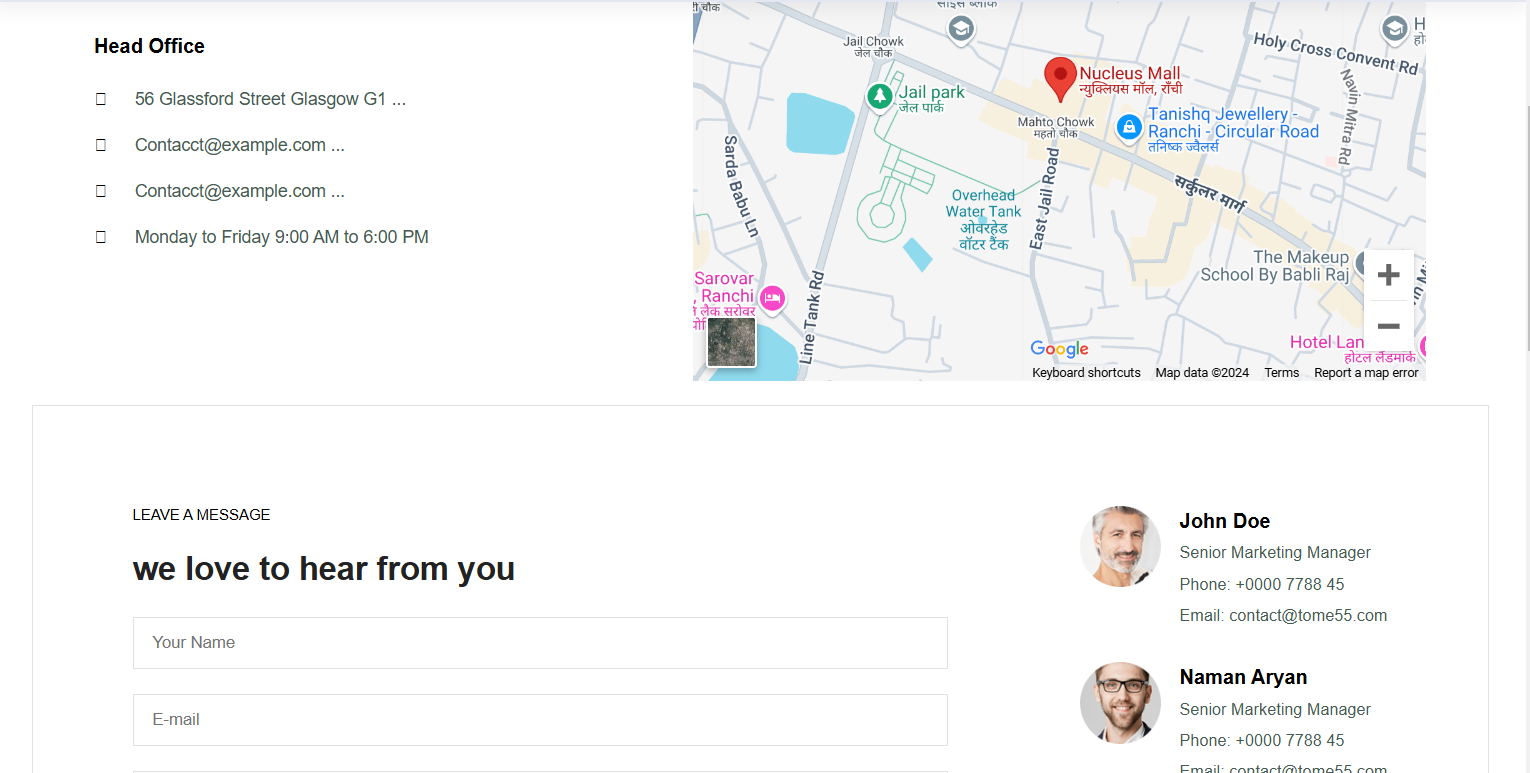 Head Office
56 Glassford Street Glasgow G1 ...
Contacct@example.com ...
Contacct@example.com ...
Monday to Friday 9:00 AM to 6:00 PM
चौक
Jail Chowk
जेल चौक
Holy Cross Convent Rd
Nucleus Mall
न्युक्लियस मॉल, राँची
Jail park
जेल पार्क
Navin Mitra Rd
Mahto Chowk
महतो चौक
Tanishq Jewellery -
Ranchi - Circular Road
तनिष्क ज्वैलर्स
Sarda Babu Ln
East Jail Road
सर्कुलर मार्ग
Overhead
Water Tank
ओवरहेड
वॉटर टैंक
The Makeup
School By Babli Raj
Sarovar
, Ranchi
लैक सरोवर
Line Tank Rd
Hotel Lan
होटल लैंडमार्क
Google
Keyboard shortcuts
Map data ©2024
Terms
Report a map error
LEAVE A MESSAGE
we love to hear from you
Your Name
E-mail
John Doe
Senior Marketing Manager
Phone: +0000 7788 45
Email: contact@tome55.com
Naman Aryan
Senior Marketing Manager
Phone: +0000 7788 45
Email: contact@tome55.com